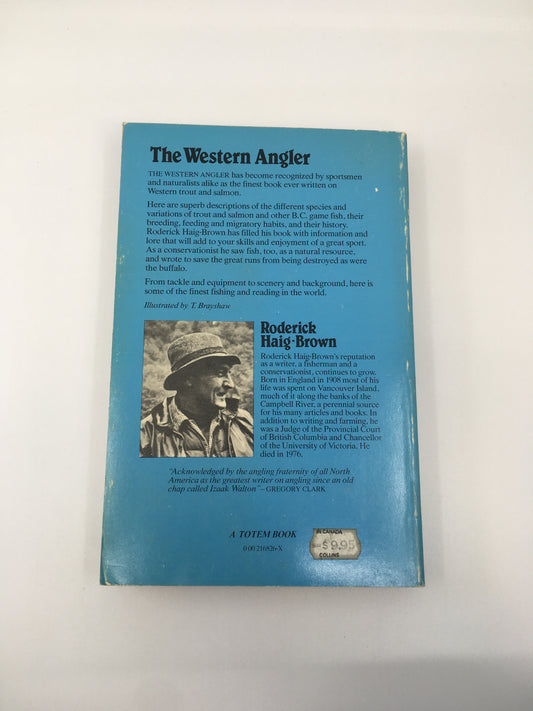 The Western Angler
THE WESTERN ANGLER has become recognized by sportsmen
and naturalists alike as the finest book ever written on
Western trout and salmon.
Here are superb descriptions of the different species and
variations of trout and salmon and other B.C. game fish, their
breeding, feeding and migratory habits, and their history.
Roderick Haig-Brown has filled his book with information and
lore that will add to your skills and enjoyment of a great sport.
As a conservationist he saw fish, too, as a natural resource,
and wrote to save the great runs from being destroyed as were
the buffalo.
From tackle and equipment to scenery and background, here is
some of the finest fishing and reading in the world.
Illustrated by T. Brayshaw
Roderick
Haig-Brown
Roderick Haig-Brown's reputation
as a writer, a fisherman and a
conservationist, continues to grow.
Born in England in 1908 most of his
life was spent on Vancouver Island,
much of it along the banks of the
Campbell River, a perennial source
for his many articles and books. In
addition to writing and farming, he
was a Judge of the Provincial Court
of British Columbia and Chancellor
of the University of Victoria. He
died in 1976.
"Acknowledged by the angling fraternity of all North
America as the greatest writer on angling since an old
chap called Izaak Walton" – GREGORY CLARK
A TOTEM BOOK
0 00 216826-X
IN CANADA
$9.95
COLLINS